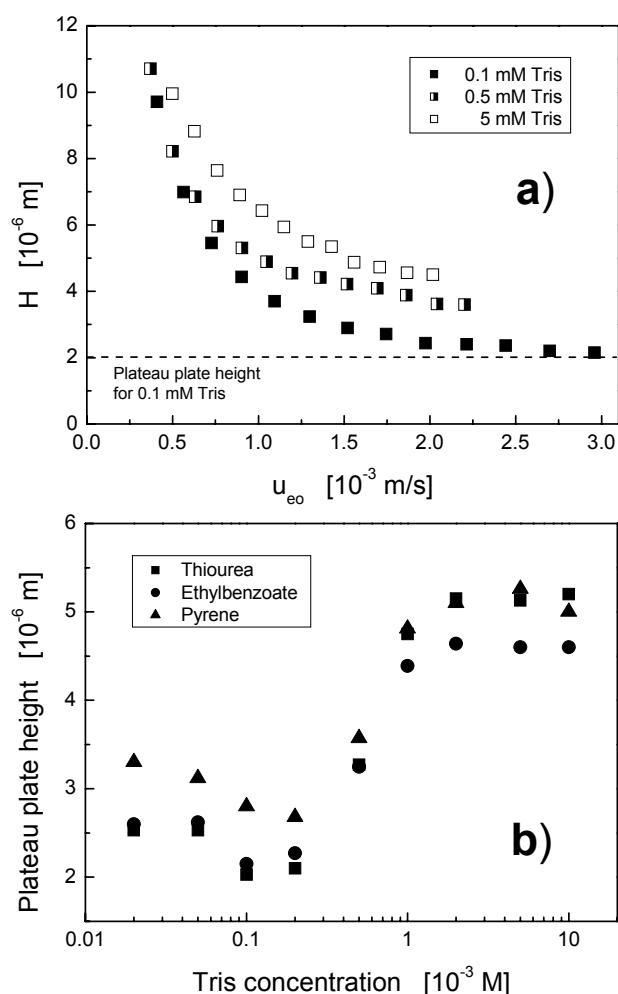 12
10
8
6
4
2
0
H [10⁻⁶ m]
0.1 mM Tris
0.5 mM Tris
5 mM Tris
a)
Plateau plate height
for 0.1 mM Tris
0.0 0.5 1.0 1.5 2.0 2.5 3.0
u_eo [10⁻³ m/s]
6
5
4
3
2
Plateau plate height [10⁻⁶ m]
Thiourea
Ethylbenzoate
Pyrene
b)
0.01 0.1 1 10
Tris concentration [10⁻³ M]